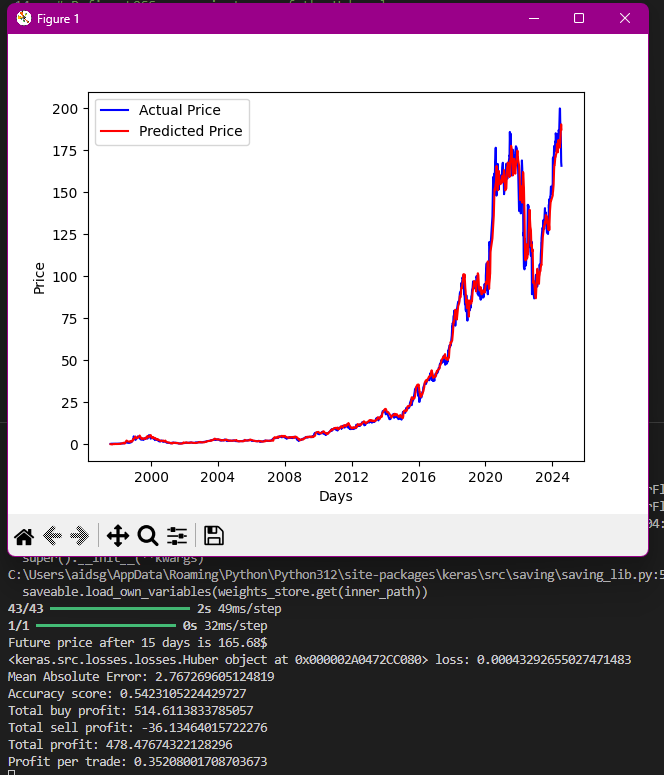 Figure 1
Actual Price
Predicted Price
200
175
150
125
100
75
50
25
0
Price
2000 2004 2008 2012 2016 2020 2024
Days
super().__init__(**kwargs)
C:\Users\aidsg\AppData\Roaming\Python\Python312\site-packages\keras\src\saving\saving_lib.py:5
saveable.load_own_variables(weights_store.get(inner_path))
43/43 2s 49ms/step
1/1 0s 32ms/step
Future price after 15 days is 165.68$
<keras.src.losses.losses.Huber object at 0x000002A0472CC080> loss: 0.00043292655027471483
Mean Absolute Error: 2.767269605124819
Accuracy score: 0.5423105224429727
Total buy profit: 514.6113833785057
Total sell profit: -36.13464015722276
Total profit: 478.47674322128296
Profit per trade: 0.35208001708703673